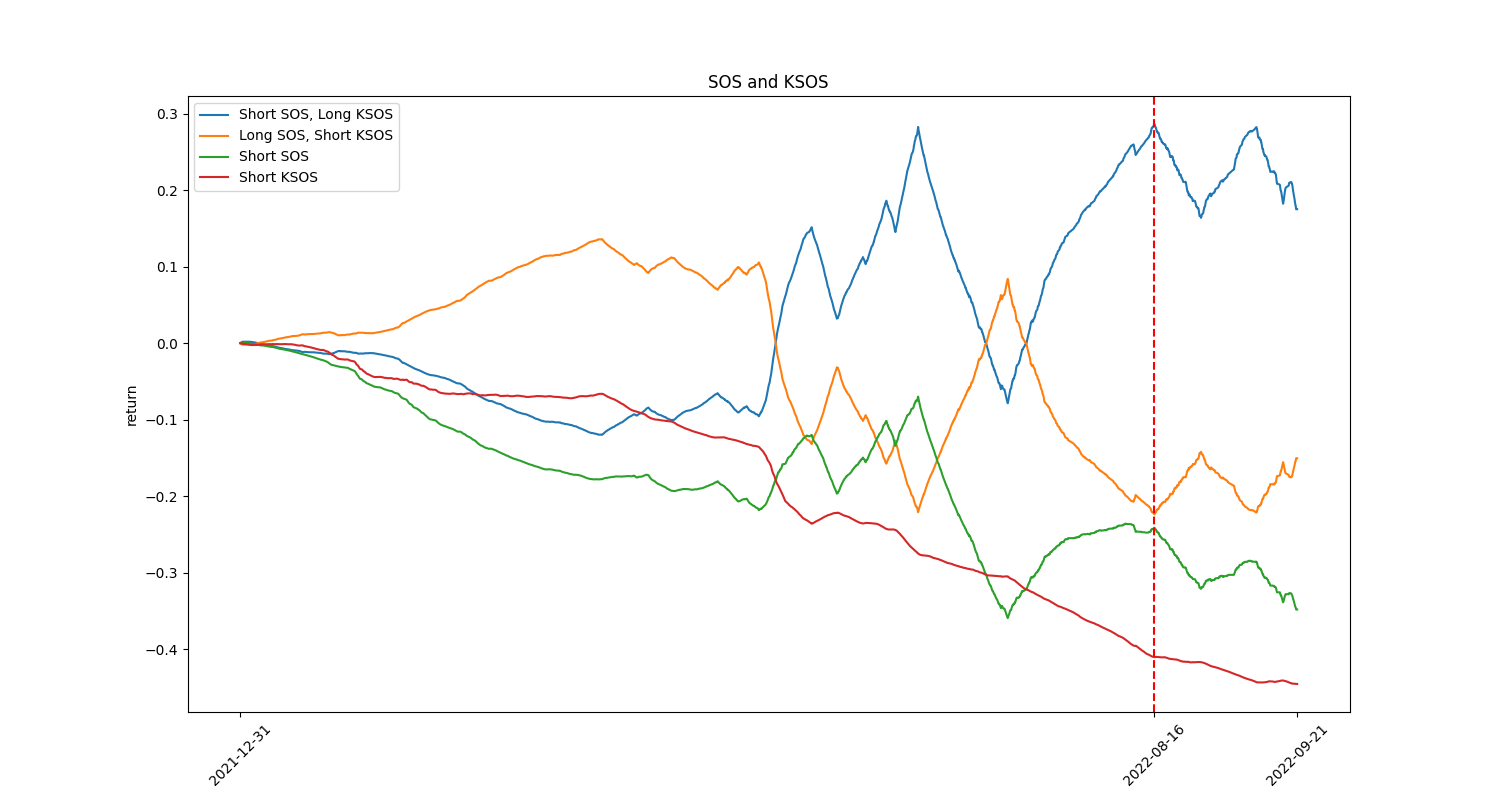 SOS and KSOS
Short SOS, Long KSOS
Long SOS, Short KSOS
Short SOS
Short KSOS
return
0.3
0.2
0.1
0.0
−0.1
−0.2
−0.3
−0.4
2021-12-31
2022-08-16
2022-09-21